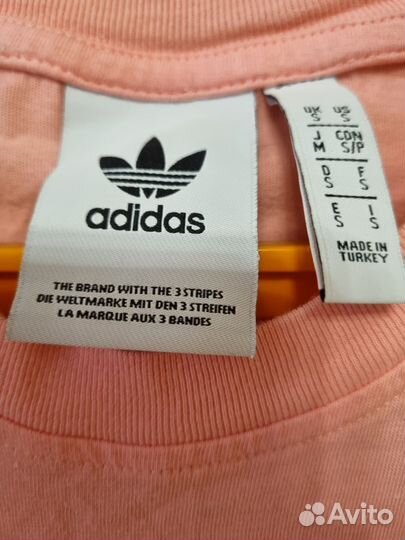 adidas
THE BRAND WITH THE 3 STRIPES
DIE WELTMARKE MIT DEN 3 STREIFEN
LA MARQUE AUX 3 BANDES
UK US
S S
J CDN
M S/P
D F
S S
E I
S S
MADE IN
TURKEY
Avito